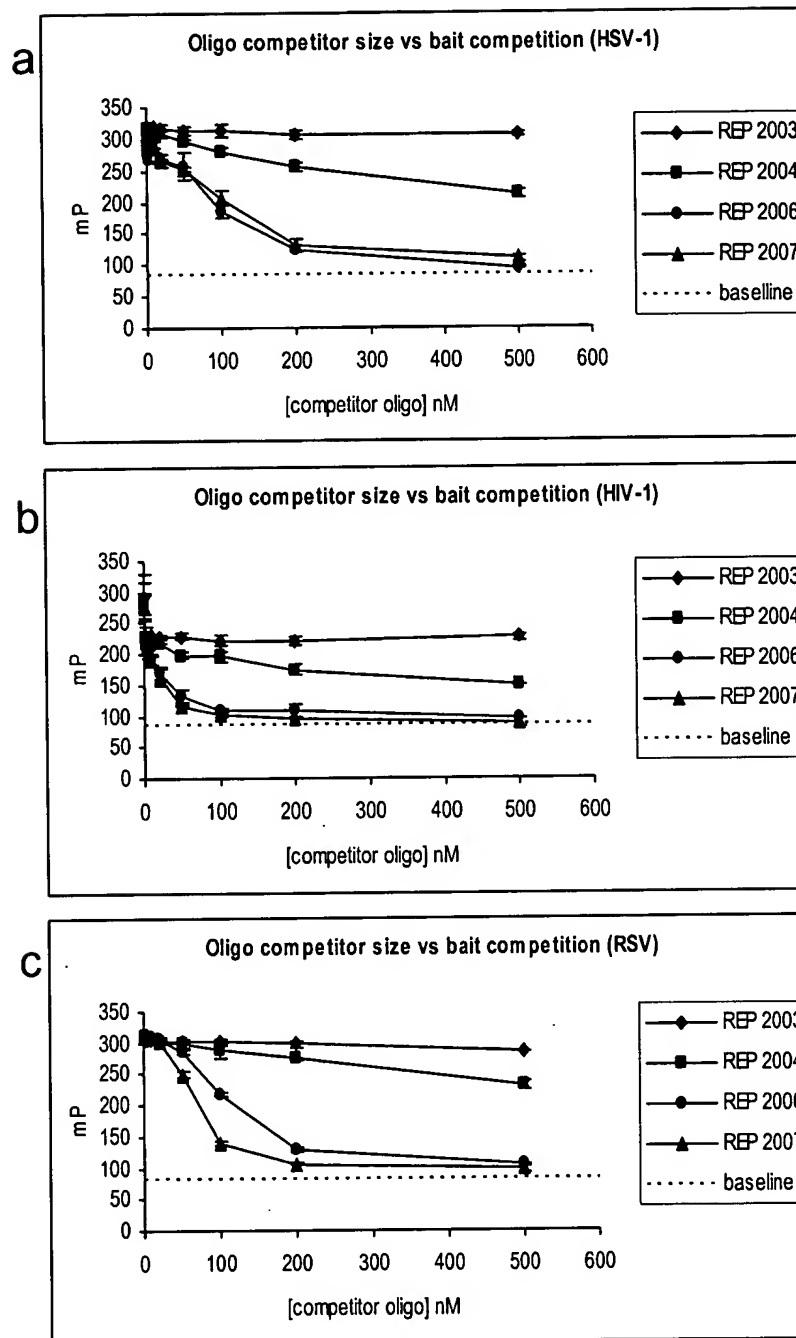 a
Oligo competitor size vs bait competition (HSV-1)
350
300
250
200
150
100
50
0
mP
0 100 200 300 400 500 600
[competitor oligo] nM
REP 2003
REP 2004
REP 2006
REP 2007
baselline
b
Oligo competitor size vs bait competition (HIV-1)
350
300
250
200
150
100
50
0
mP
0 100 200 300 400 500 600
[competitor oligo] nM
REP 2003
REP 2004
REP 2006
REP 2007
baseline
c
Oligo competitor size vs bait competition (RSV)
350
300
250
200
150
100
50
0
mP
0 100 200 300 400 500 600
[competitor oligo] nM
REP 2003
REP 2004
REP 2006
REP 2007
baseline